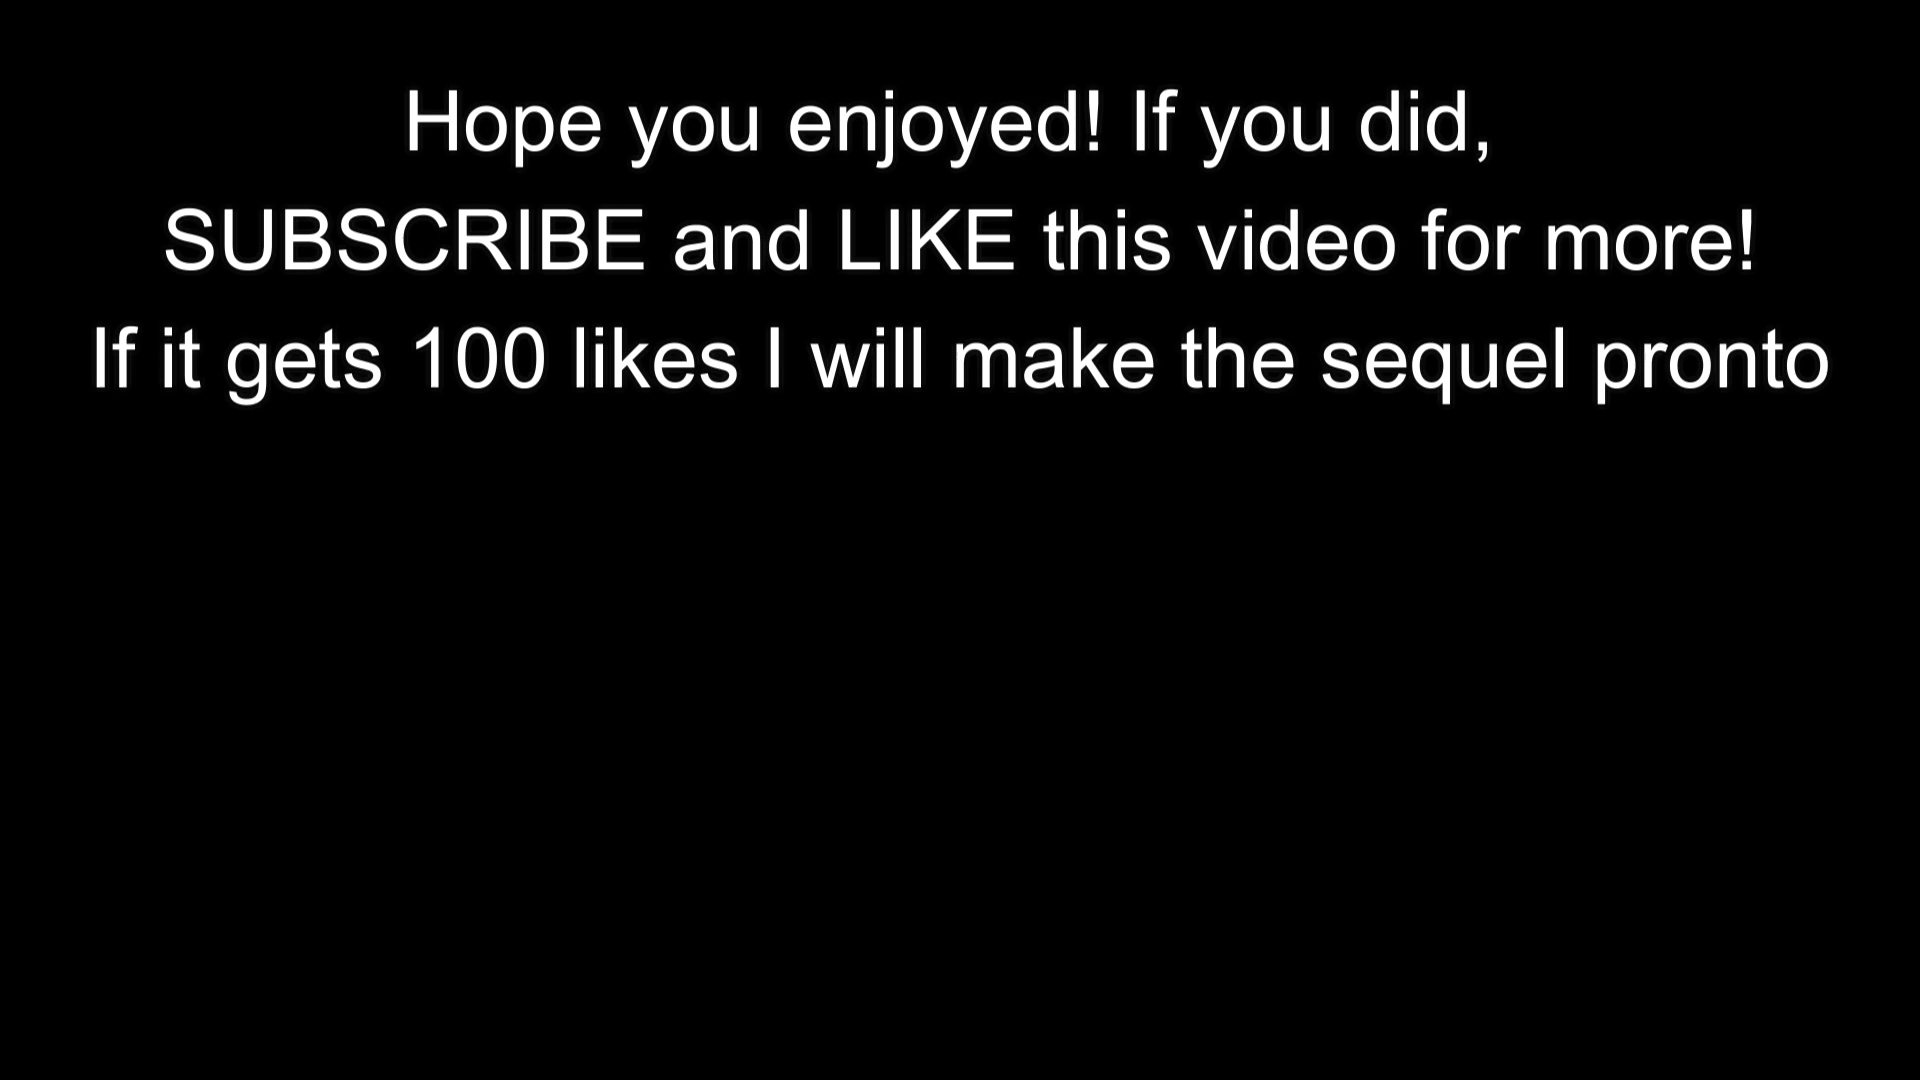 Hope you enjoyed! If you did,
SUBSCRIBE and LIKE this video for more!
If it gets 100 likes I will make the sequel pronto